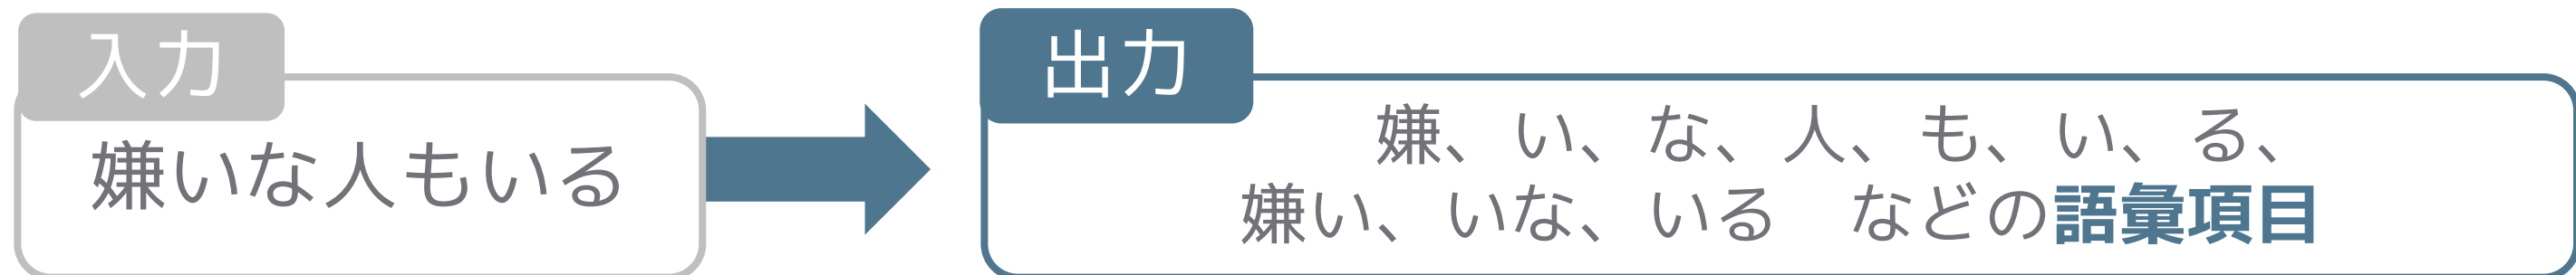 入力
嫌いな人もいる
出力
嫌、い、な、人、も、い、る、
嫌い、いな、いる　などの語彙項目